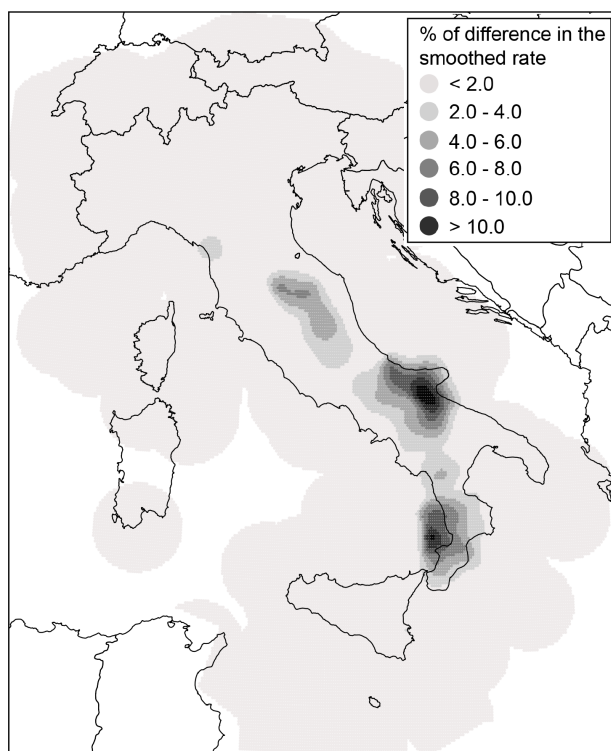 % of difference in the
smoothed rate
< 2.0
2.0 - 4.0
4.0 - 6.0
6.0 - 8.0
8.0 - 10.0
> 10.0